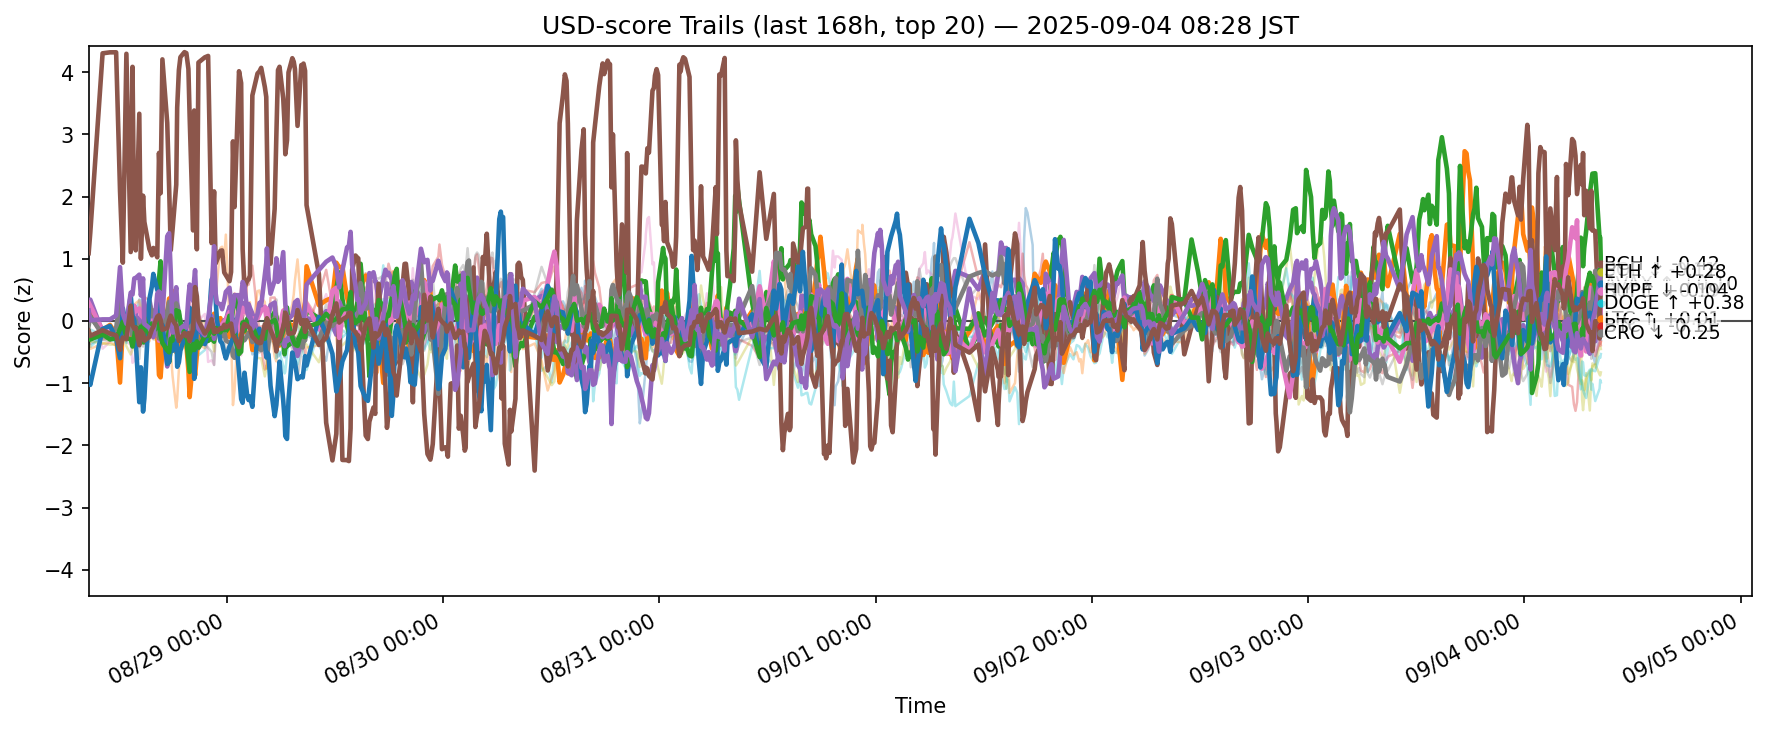 USD-score Trails (last 168h, top 20) — 2025-09-04 08:28 JST
Score (z)
4
3
2
1
0
−1
−2
−3
−4
BCH ↓ -0.42
ETH ↑ +0.28
HYPE ↓ -0.04
DOGE ↑ +0.38
CRO ↓ -0.25
08/29 00:00
08/30 00:00
08/31 00:00
09/01 00:00
09/02 00:00
09/03 00:00
09/04 00:00
09/05 00:00
Time